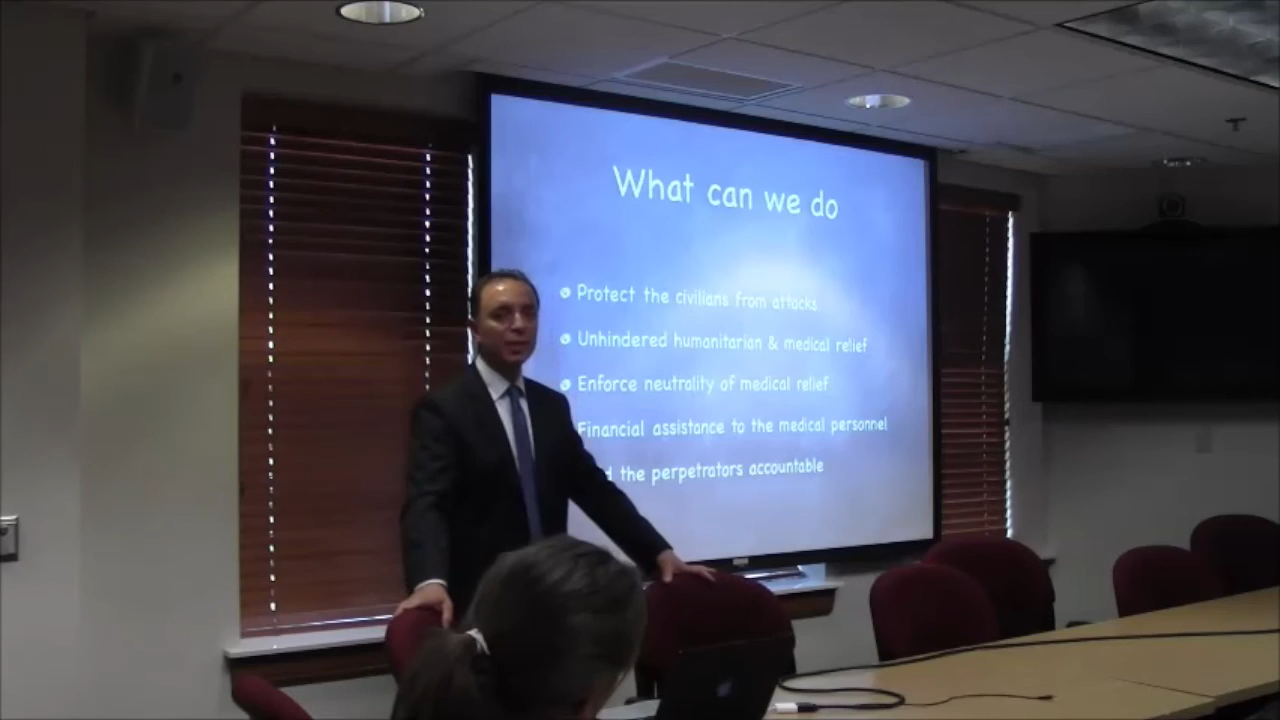 What can we do
Protect the civilians from attacks
Unhindered humanitarian & medical relief
Enforce neutrality of medical relief
Financial assistance to the medical personnel
the perpetrators accountable